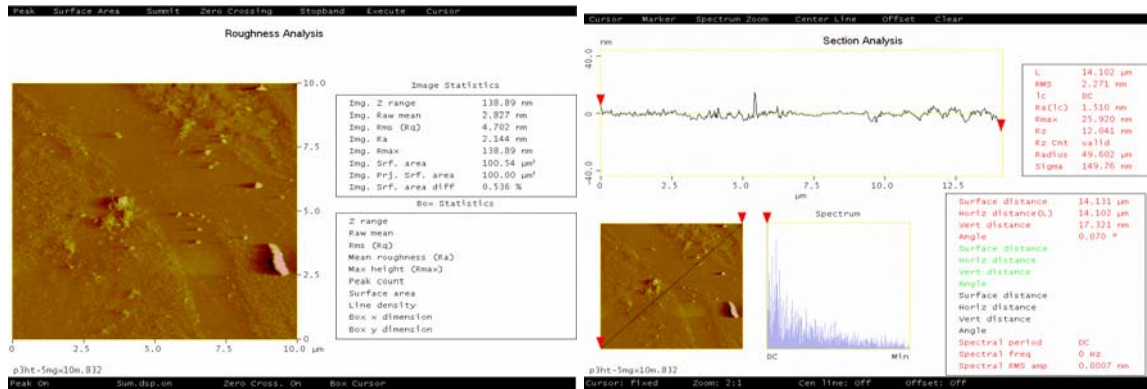 Peak Surface Area Summit Zero Crossing Stopband Execute Cursor
Roughness Analysis
10.0
7.5
5.0
2.5
0
0 2.5 5.0 7.5 10.0
µm
Image Statistics
Img. Z range 138.89 nm
Img. Raw mean 2.827 nm
Img. Rms (Rq) 4.702 nm
Img. Ra 2.144 nm
Img. Rmax 138.89 nm
Img. Srf. area 100.54 µm²
Img. Prj. Srf. area 100.00 µm²
Img. Srf. area diff 0.536 %
Box Statistics
Z range
Raw mean
Rms (Rq)
Mean roughness (Ra)
Max height (Rmax)
Peak count
Surface area
Line density
Box x dimension
Box y dimension
p3ht-5mgx10m.832
Peak On Sum.dsp.on Zero Cross. On Box Cursor
Cursor Marker Spectrum Zoom Center Line Offset Clear
Section Analysis
nm
40.0
0
-40.0
0 2.5 5.0 7.5 10.0 12.5
µm
L 14.102 µm
RMS 2.271 nm
lc DC
Ra(lc) 1.510 nm
Rmax 25.920 nm
Rz 12.041 nm
Rz Cnt valid
Radius 49.602 µm
Sigma 149.76 nm
Spectrum
DC Min
Surface distance 14.131 µm
Horiz distance(L) 14.102 µm
Vert distance 17.321 nm
Angle 0.070 °
Surface distance
Horiz distance
Vert distance
Angle
Surface distance
Horiz distance
Vert distance
Angle
Spectral period DC
Spectral freq 0 Hz
Spectral RMS amp 0.0007 nm
p3ht-5mgx10m.832
Cursor: fixed Zoom: 2:1 Cen line: Off Offset: Off